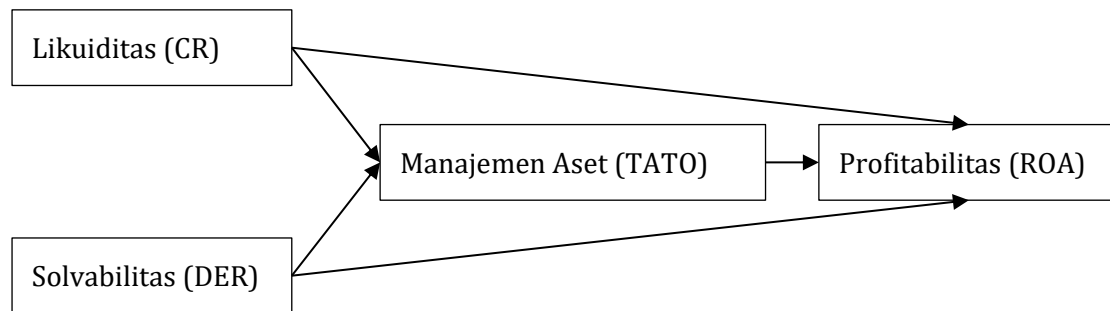 Likuiditas (CR)
Manajemen Aset (TATO)
Profitabilitas (ROA)
Solvabilitas (DER)